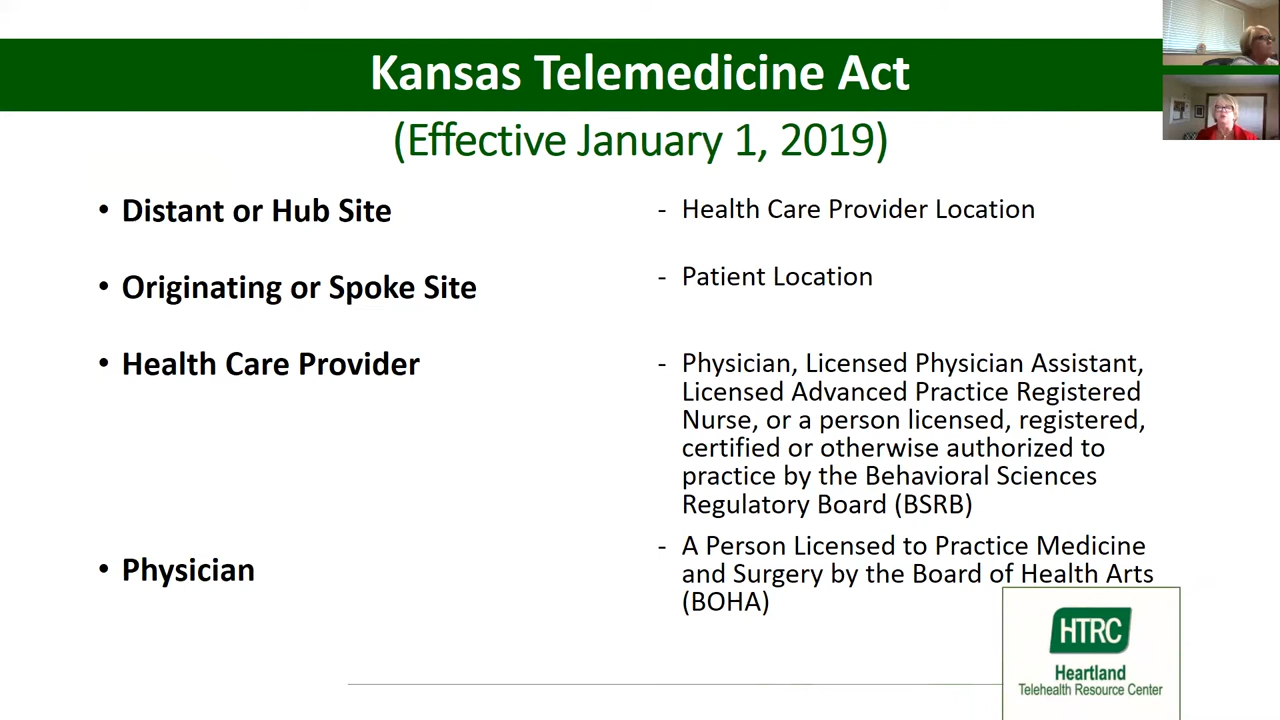 Kansas Telemedicine Act
(Effective January 1, 2019)
• Distant or Hub Site
- Health Care Provider Location
• Originating or Spoke Site
- Patient Location
• Health Care Provider
- Physician, Licensed Physician Assistant,
Licensed Advanced Practice Registered
Nurse, or a person licensed, registered,
certified or otherwise authorized to
practice by the Behavioral Sciences
Regulatory Board (BSRB)
• Physician
- A Person Licensed to Practice Medicine
and Surgery by the Board of Health Arts
(BOHA)
HTRC
Heartland
Telehealth Resource Center